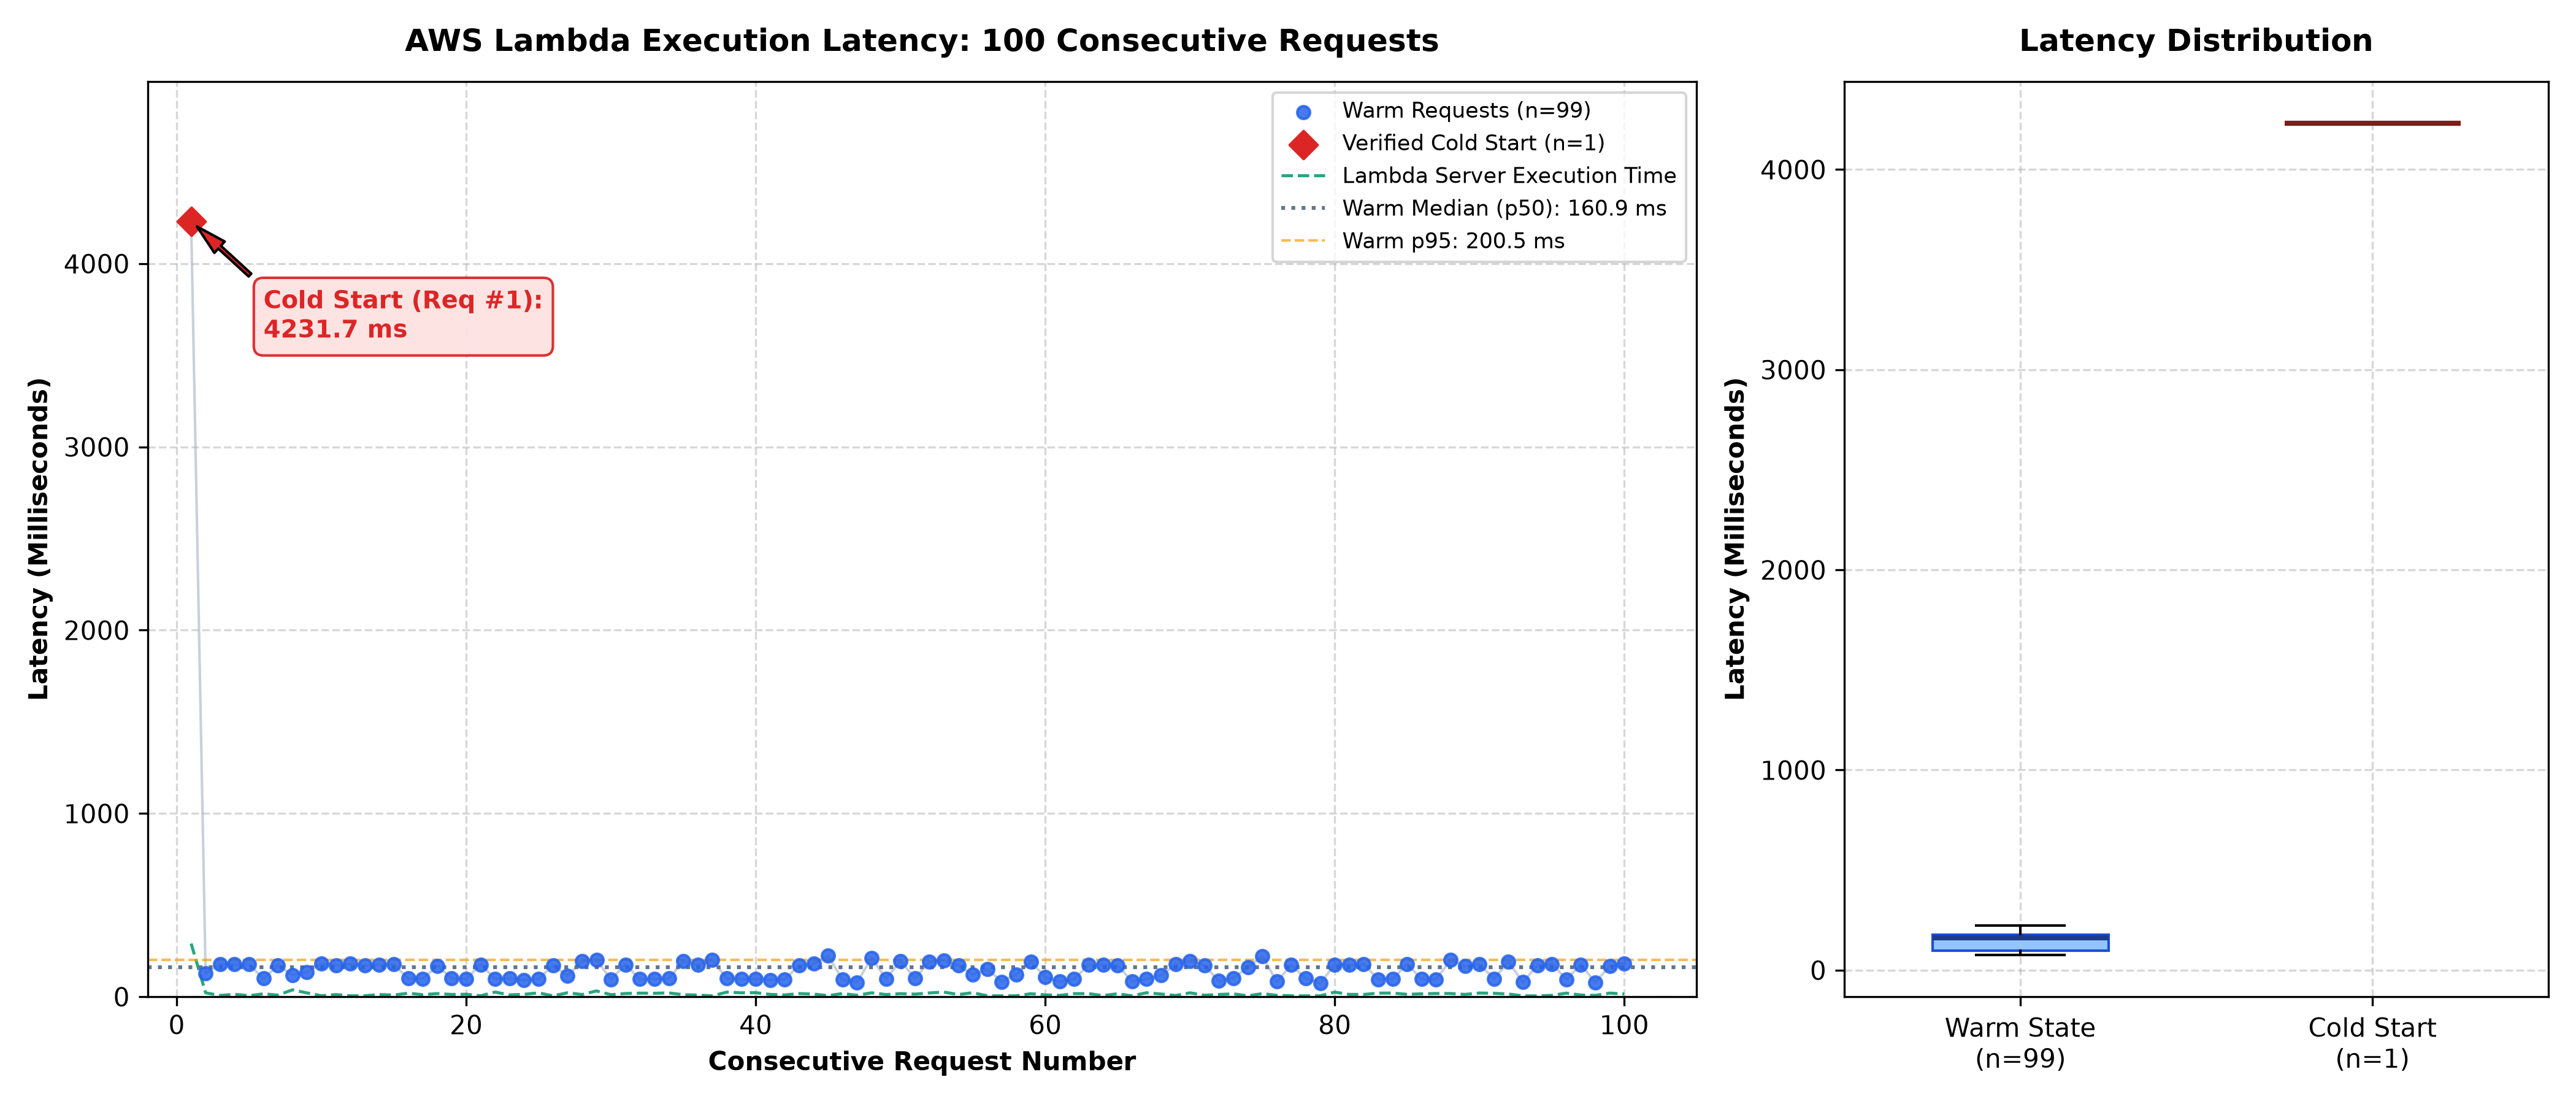 AWS Lambda Execution Latency: 100 Consecutive Requests
Latency (Milliseconds)
4000
3000
2000
1000
0
Warm Requests (n=99)
Verified Cold Start (n=1)
Lambda Server Execution Time
Warm Median (p50): 160.9 ms
Warm p95: 200.5 ms
Cold Start (Req #1):
4231.7 ms
0 20 40 60 80 100
Consecutive Request Number
Latency Distribution
Latency (Milliseconds)
4000
3000
2000
1000
0
Warm State
(n=99)
Cold Start
(n=1)